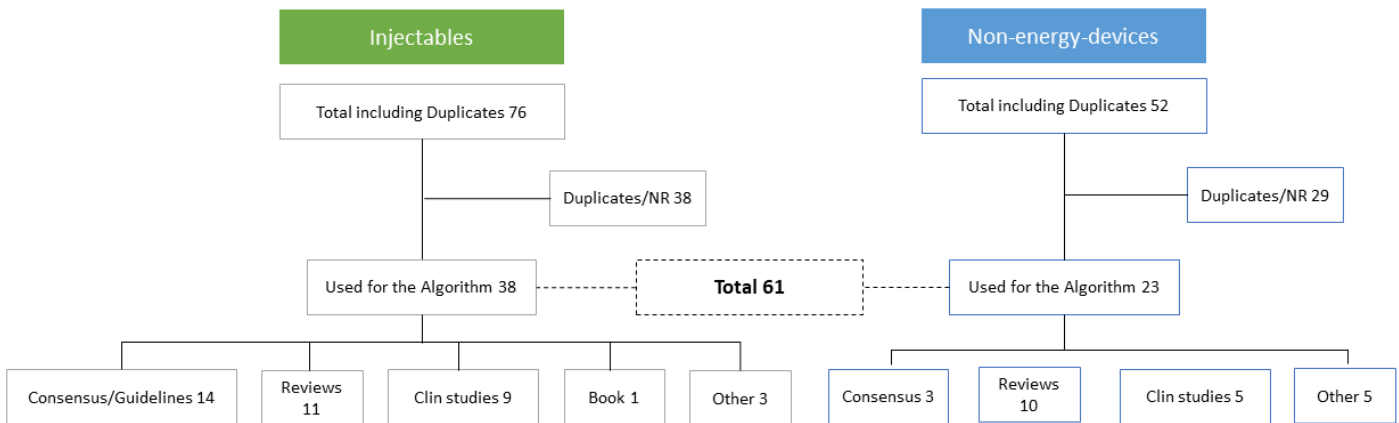 Injectables
Non-energy-devices
Total including Duplicates 76
Total including Duplicates 52
Duplicates/NR 38
Duplicates/NR 29
Used for the Algorithm 38
Total 61
Used for the Algorithm 23
Consensus/Guidelines 14
Reviews
11
Clin studies 9
Book 1
Other 3
Consensus 3
Reviews
10
Clin studies 5
Other 5